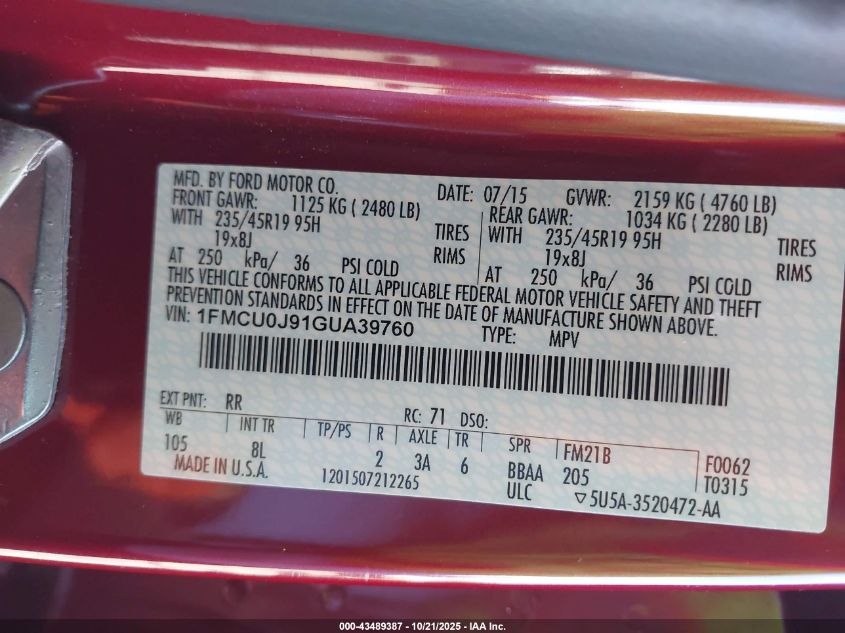 MFD. BY FORD MOTOR CO. DATE: 07/15 GVWR: 2159 KG ( 4760 LB)
FRONT GAWR: 1125 KG ( 2480 LB) REAR GAWR: 1034 KG ( 2280 LB)
WITH 235/45R19 95H TIRES WITH 235/45R19 95H TIRES
19x8J RIMS 19x8J RIMS
AT 250 kPa/ 36 PSI COLD AT 250 kPa/ 36 PSI COLD
THIS VEHICLE CONFORMS TO ALL APPLICABLE FEDERAL MOTOR VEHICLE SAFETY AND THEFT
PREVENTION STANDARDS IN EFFECT ON THE DATE OF MANUFACTURE SHOWN ABOVE.
VIN: 1FMCU0J91GUA39760 TYPE: MPV
EXT PNT: RR RC: 71 DSO:
WB INT TR TP/PS R AXLE TR SPR FM21B F0062
105 8L 2 3A 6 BBAA 205 T0315
MADE IN U.S.A. 1201507212265 ULC ▽5U5A-3520472-AA
000-43489387 - 10/21/2025 - IAA Inc.